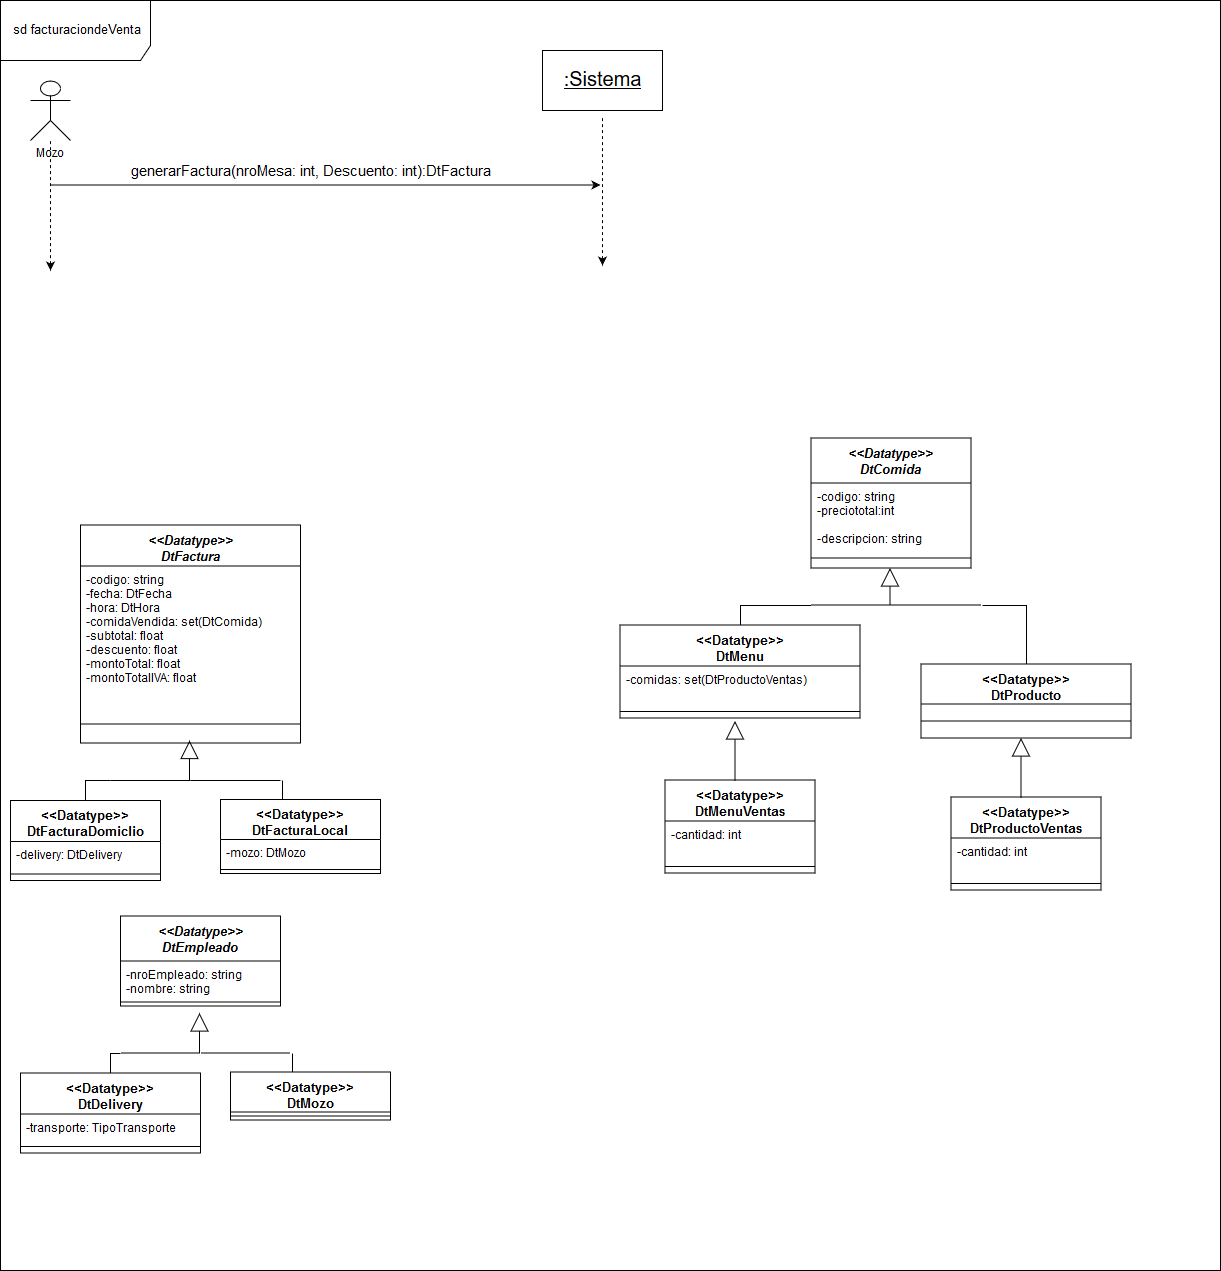 sd facturaciondeVenta
:Sistema
Mozo
generarFactura(nroMesa: int, Descuento: int):DtFactura
<<Datatype>>
DtComida
-codigo: string
-preciototal:int
-descripcion: string
<<Datatype>>
DtFactura
-codigo: string
-fecha: DtFecha
-hora: DtHora
-comidaVendida: set(DtComida)
-subtotal: float
-descuento: float
-montoTotal: float
-montoTotalIVA: float
<<Datatype>>
DtMenu
-comidas: set(DtProductoVentas)
<<Datatype>>
DtProducto
<<Datatype>>
DtMenuVentas
-cantidad: int
<<Datatype>>
DtProductoVentas
-cantidad: int
<<Datatype>>
DtFacturaDomiclio
-delivery: DtDelivery
<<Datatype>>
DtFacturaLocal
-mozo: DtMozo
<<Datatype>>
DtEmpleado
-nroEmpleado: string
-nombre: string
<<Datatype>>
DtDelivery
-transporte: TipoTransporte
<<Datatype>>
DtMozo